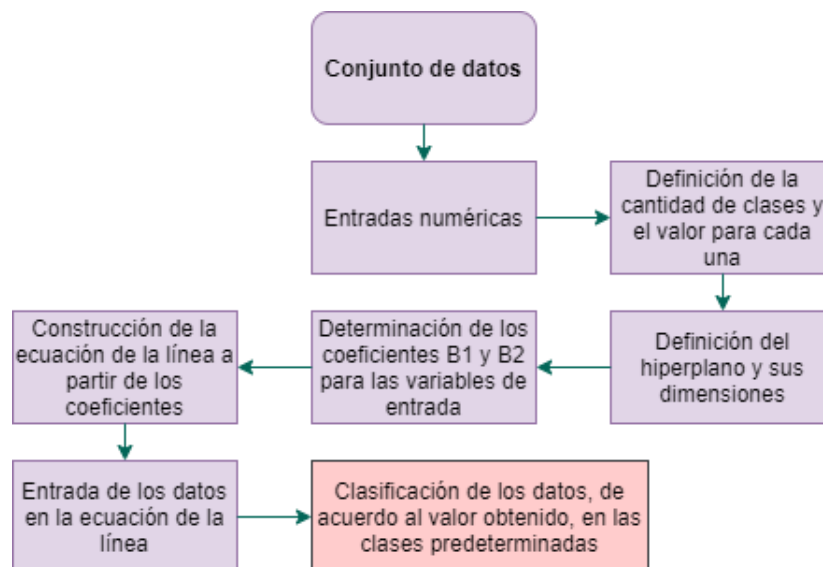 Conjunto de datos
Entradas numéricas
Definición de la
cantidad de clases y
el valor para cada
una
Definición del
hiperplano y sus
dimensiones
Determinación de los
coeficientes B1 y B2
para las variables de
entrada
Construcción de la
ecuación de la línea a
partir de los
coeficientes
Entrada de los datos
en la ecuación de la
línea
Clasificación de los datos, de
acuerdo al valor obtenido, en las
clases predeterminadas